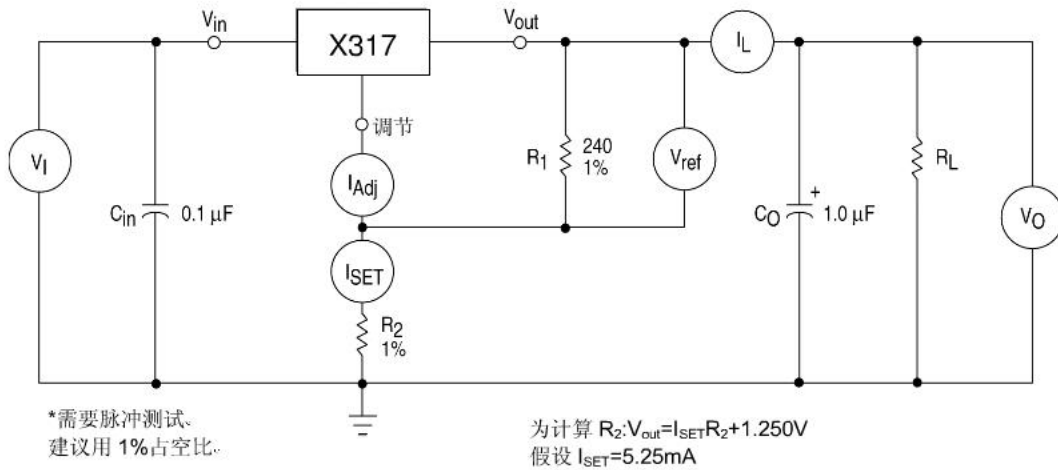 Vin
X317
Vout
IL
调节
VI
R1
240
1%
Vref
RL
IAdj
Cin
0.1 μF
CO
+
1.0 μF
VO
ISET
R2
1%
*需要脉冲测试、
建议用 1%占空比.
为计算 R2:Vout=ISETR2+1.250V
假设 ISET=5.25mA